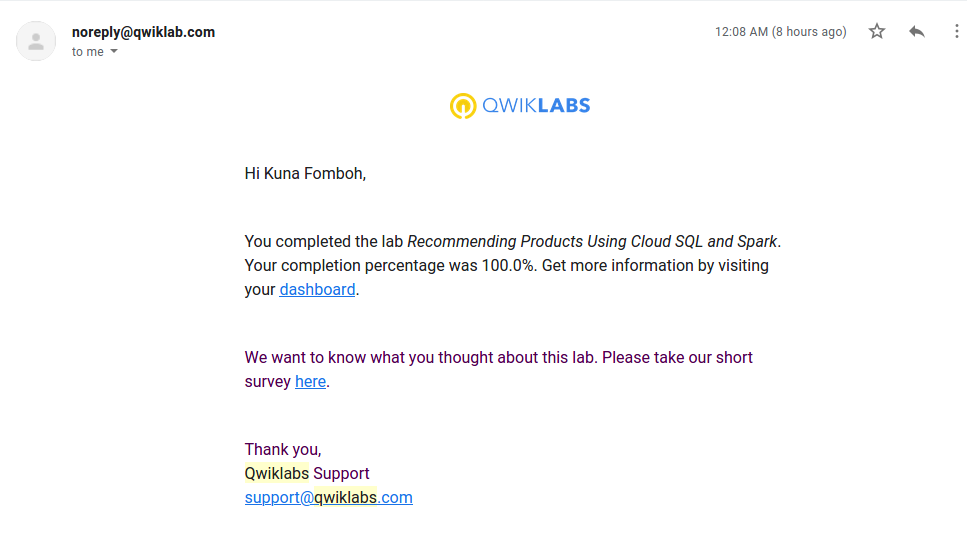 noreply@qwiklab.com
12:08 AM (8 hours ago)
to me
QWIKLABS
Hi Kuna Fomboh,
You completed the lab Recommending Products Using Cloud SQL and Spark.
Your completion percentage was 100.0%. Get more information by visiting
your dashboard.
We want to know what you thought about this lab. Please take our short
survey here.
Thank you,
Qwiklabs Support
support@qwiklabs.com